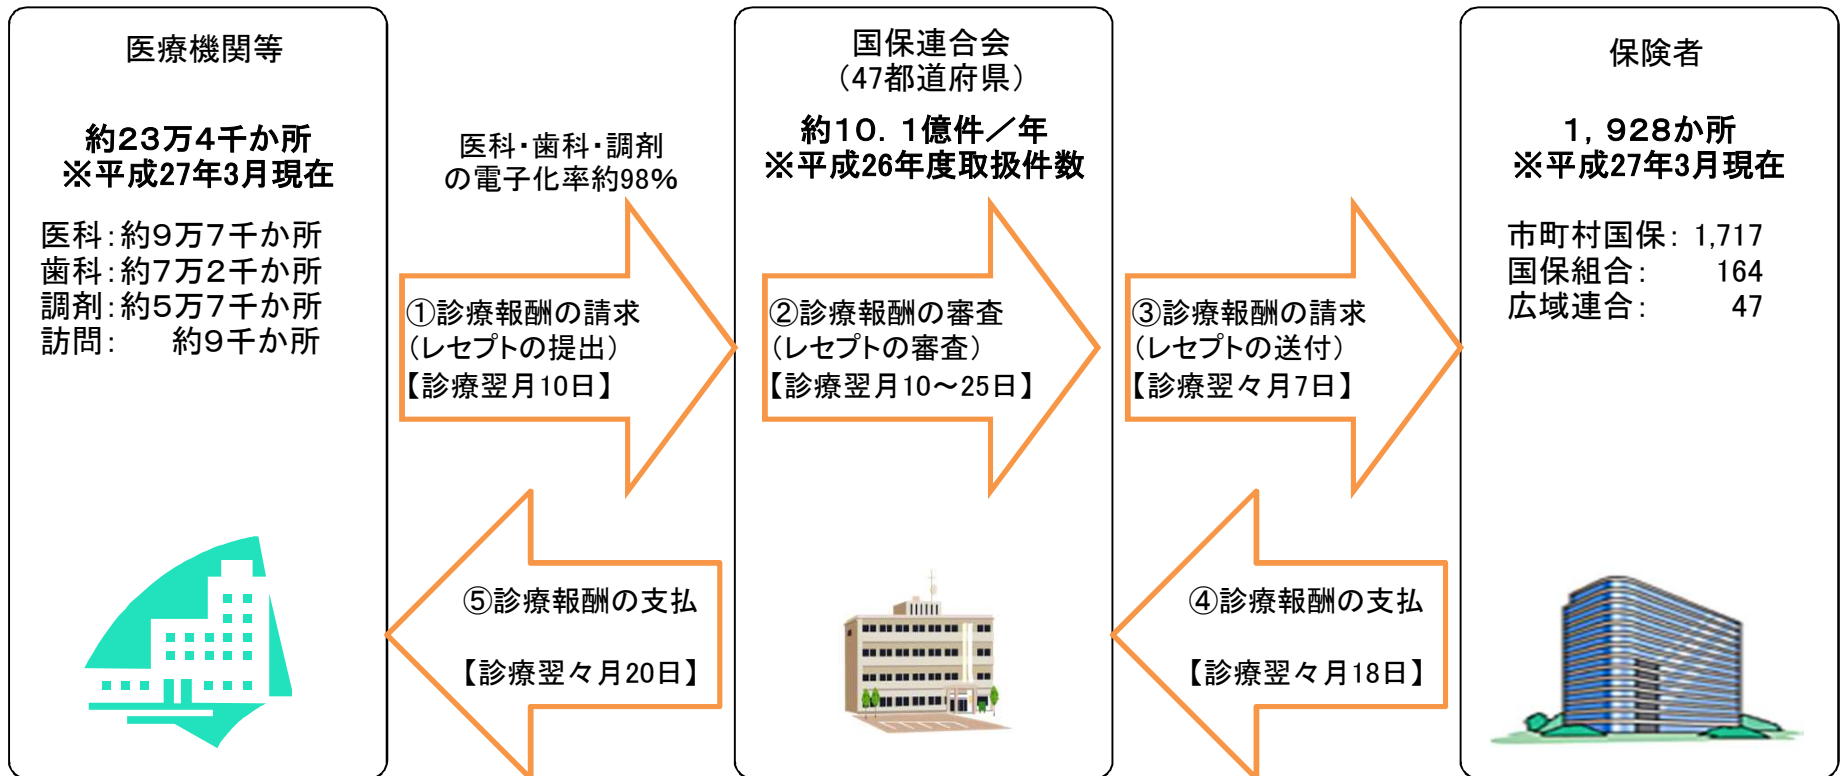 医療機関等
約23万4千か所
※平成27年3月現在
医科:約9万7千か所
歯科:約7万2千か所
調剤:約5万7千か所
訪問: 約9千か所
医科・歯科・調剤
の電子化率約98%
①診療報酬の請求
(レセプトの提出)
【診療翌月10日】
国保連合会
(47都道府県)
約10.1億件/年
※平成26年度取扱件数
②診療報酬の審査
(レセプトの審査)
【診療翌月10~25日】
③診療報酬の請求
(レセプトの送付)
【診療翌々月7日】
保険者
1,928か所
※平成27年3月現在
市町村国保: 1,717
国保組合: 164
広域連合: 47
④診療報酬の支払
【診療翌々月18日】
⑤診療報酬の支払
【診療翌々月20日】